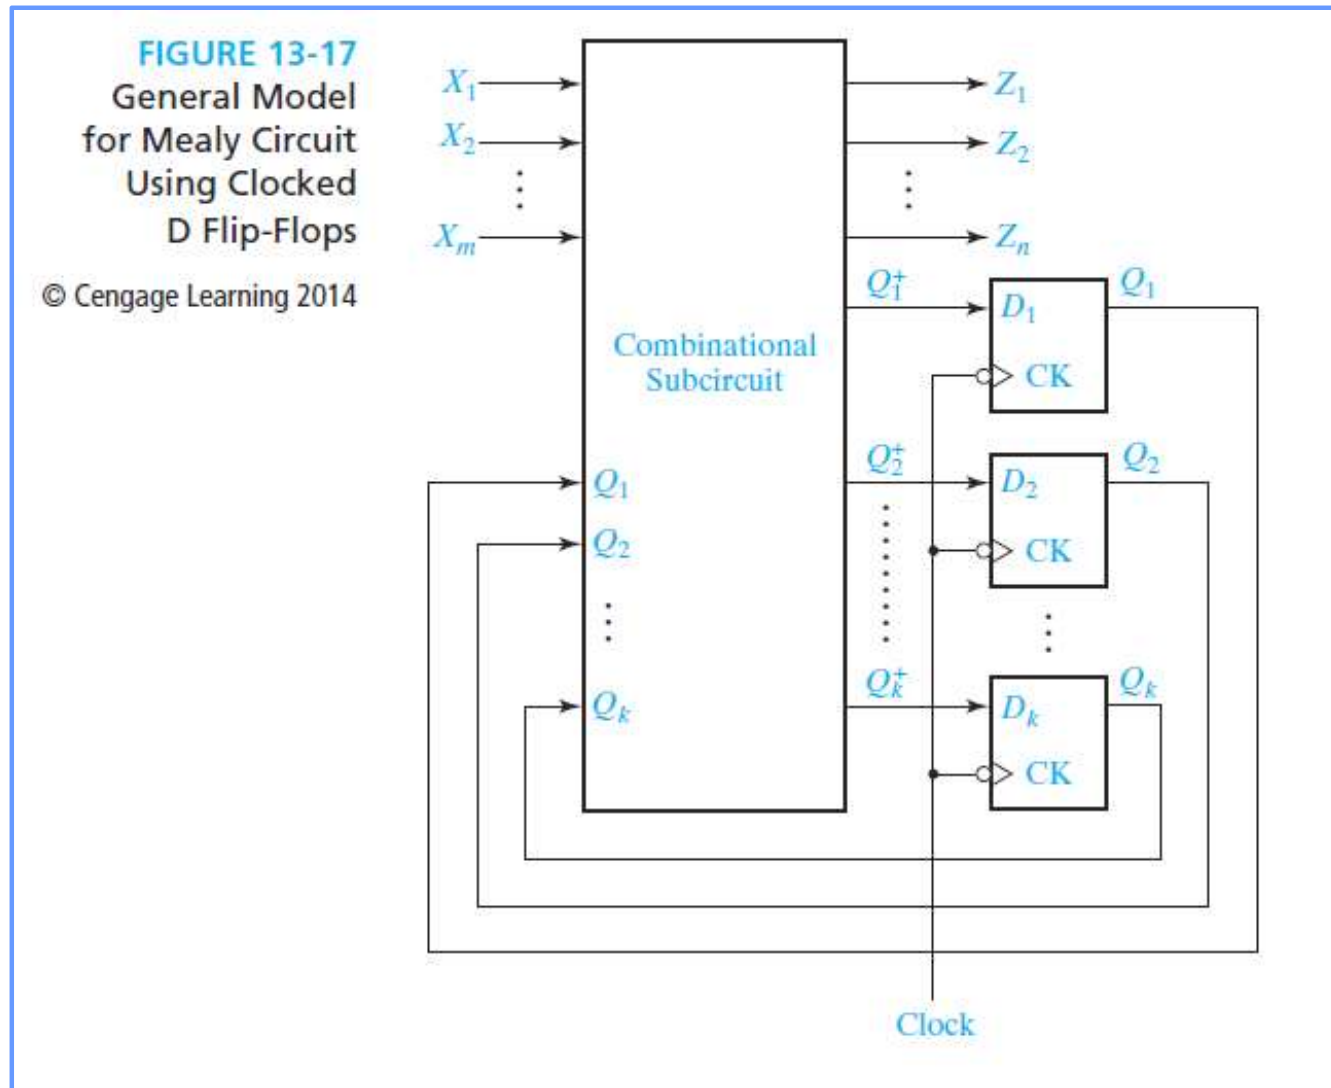 FIGURE 13-17
General Model
for Mealy Circuit
Using Clocked
D Flip-Flops
© Cengage Learning 2014
X₁
X₂
Xₘ
Z₁
Z₂
Zₙ
Combinational
Subcircuit
Q₁⁺
D₁
CK
Q₁
Q₁
Q₂
Qₖ
Q₂⁺
D₂
CK
Q₂
Qₖ⁺
Dₖ
CK
Qₖ
Clock